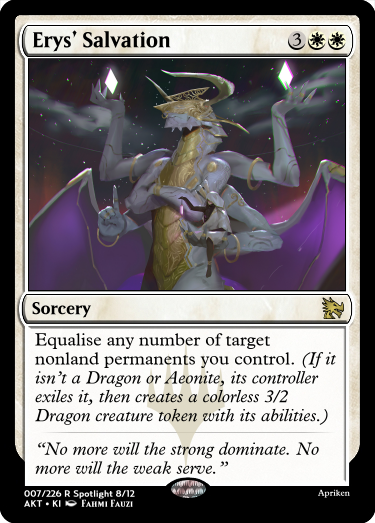 Erys' Salvation 3
Sorcery
Equalise any number of target
nonland permanents you control. (If it
isn't a Dragon or Aeonite, its controller
exiles it, then creates a colorless 3/2
Dragon creature token with its abilities.)
“No more will the strong dominate. No
more will the weak serve.”
007/226 R Spotlight 8/12
AKT • KI Fahmi Fauzi
Apriken